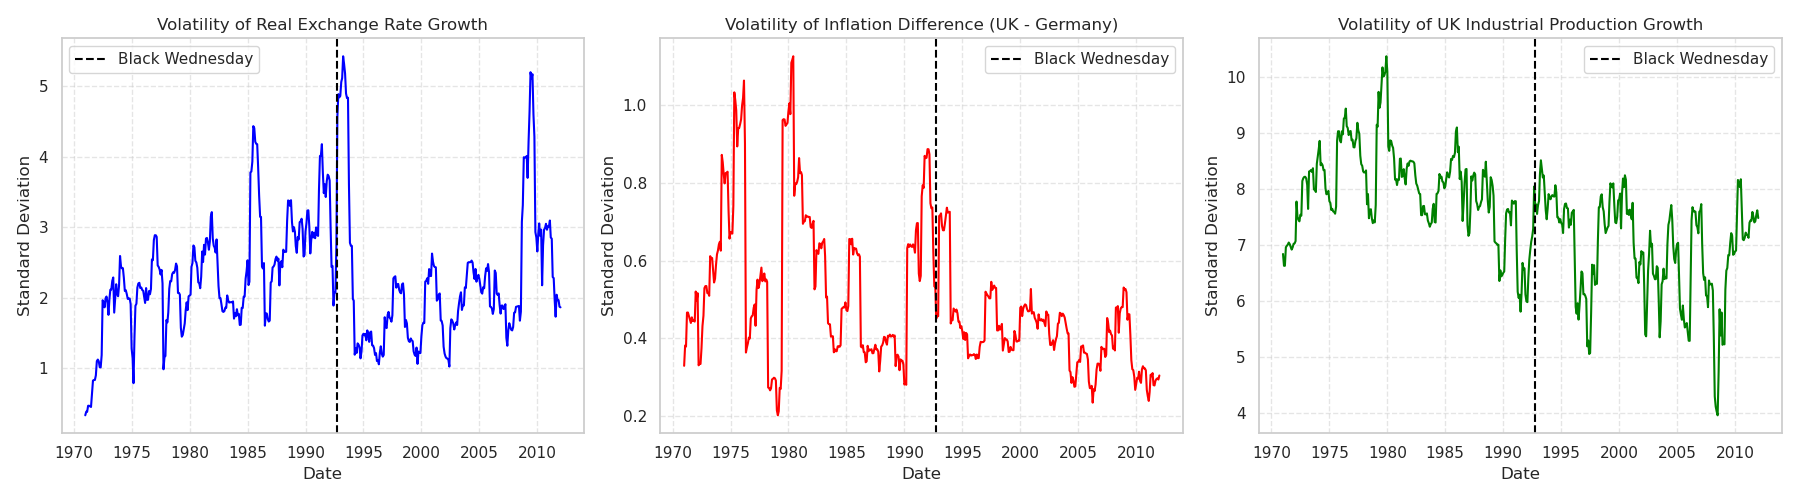 Volatility of Real Exchange Rate Growth
Black Wednesday
Standard Deviation
5
4
3
2
1
1970 1975 1980 1985 1990 1995 2000 2005 2010
Date
Volatility of Inflation Difference (UK - Germany)
Black Wednesday
Standard Deviation
1.0
0.8
0.6
0.4
0.2
1970 1975 1980 1985 1990 1995 2000 2005 2010
Date
Volatility of UK Industrial Production Growth
Black Wednesday
Standard Deviation
10
9
8
7
6
5
4
1970 1975 1980 1985 1990 1995 2000 2005 2010
Date